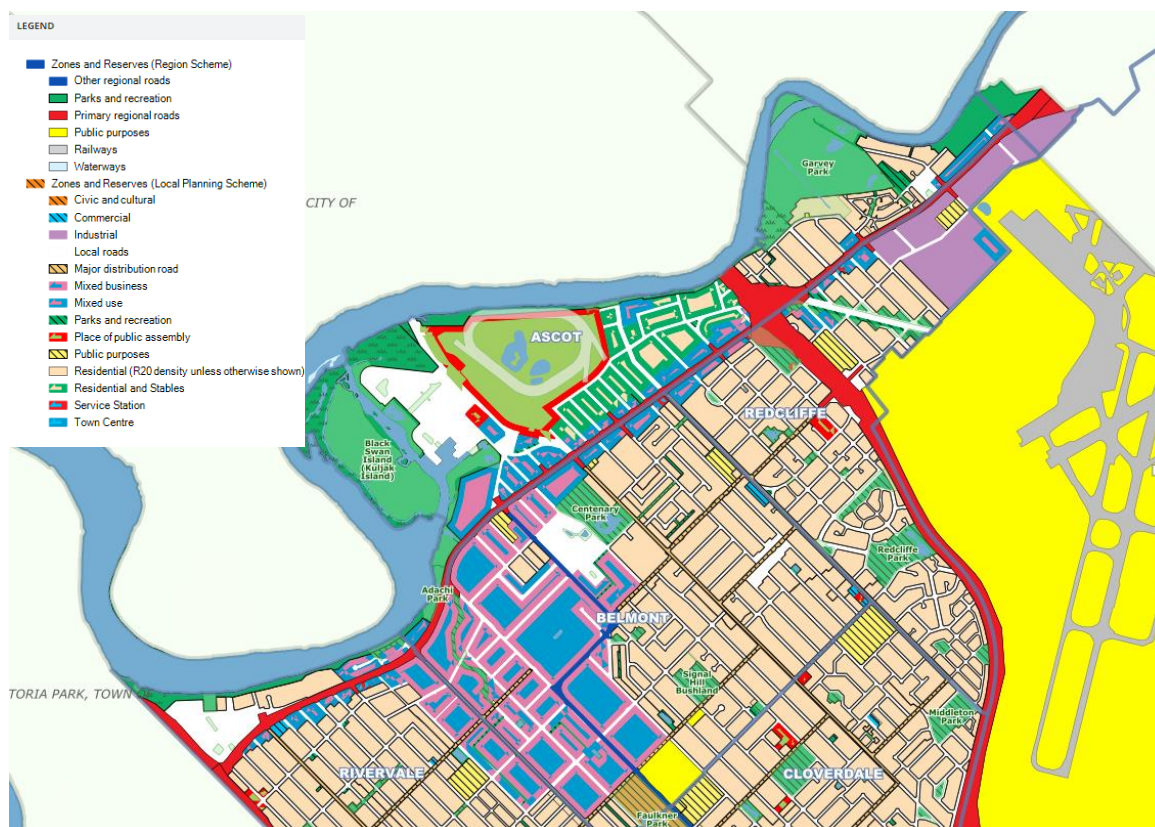 LEGEND
Zones and Reserves (Region Scheme)
Other regional roads
Parks and recreation
Primary regional roads
Public purposes
Railways
Waterways
Zones and Reserves (Local Planning Scheme)
Civic and cultural
Commercial
Industrial
Local roads
Major distribution road
Mixed business
Mixed use
Parks and recreation
Place of public assembly
Public purposes
Residential (R20 density unless otherwise shown)
Residential and Stables
Service Station
Town Centre
CITY OF
Garvey
Park
ASCOT
REDCLIFFE
Black
Swan
Island
(Kuljak
Island)
Centenary
Park
Redcliffe
Park
Adachi
Park
BELMONT
Signal
Hill
Bushland
TORIA PARK, TOWN OF
Middleton
Park
RIVERVALE
CLOVERDALE
Faulkner
Park